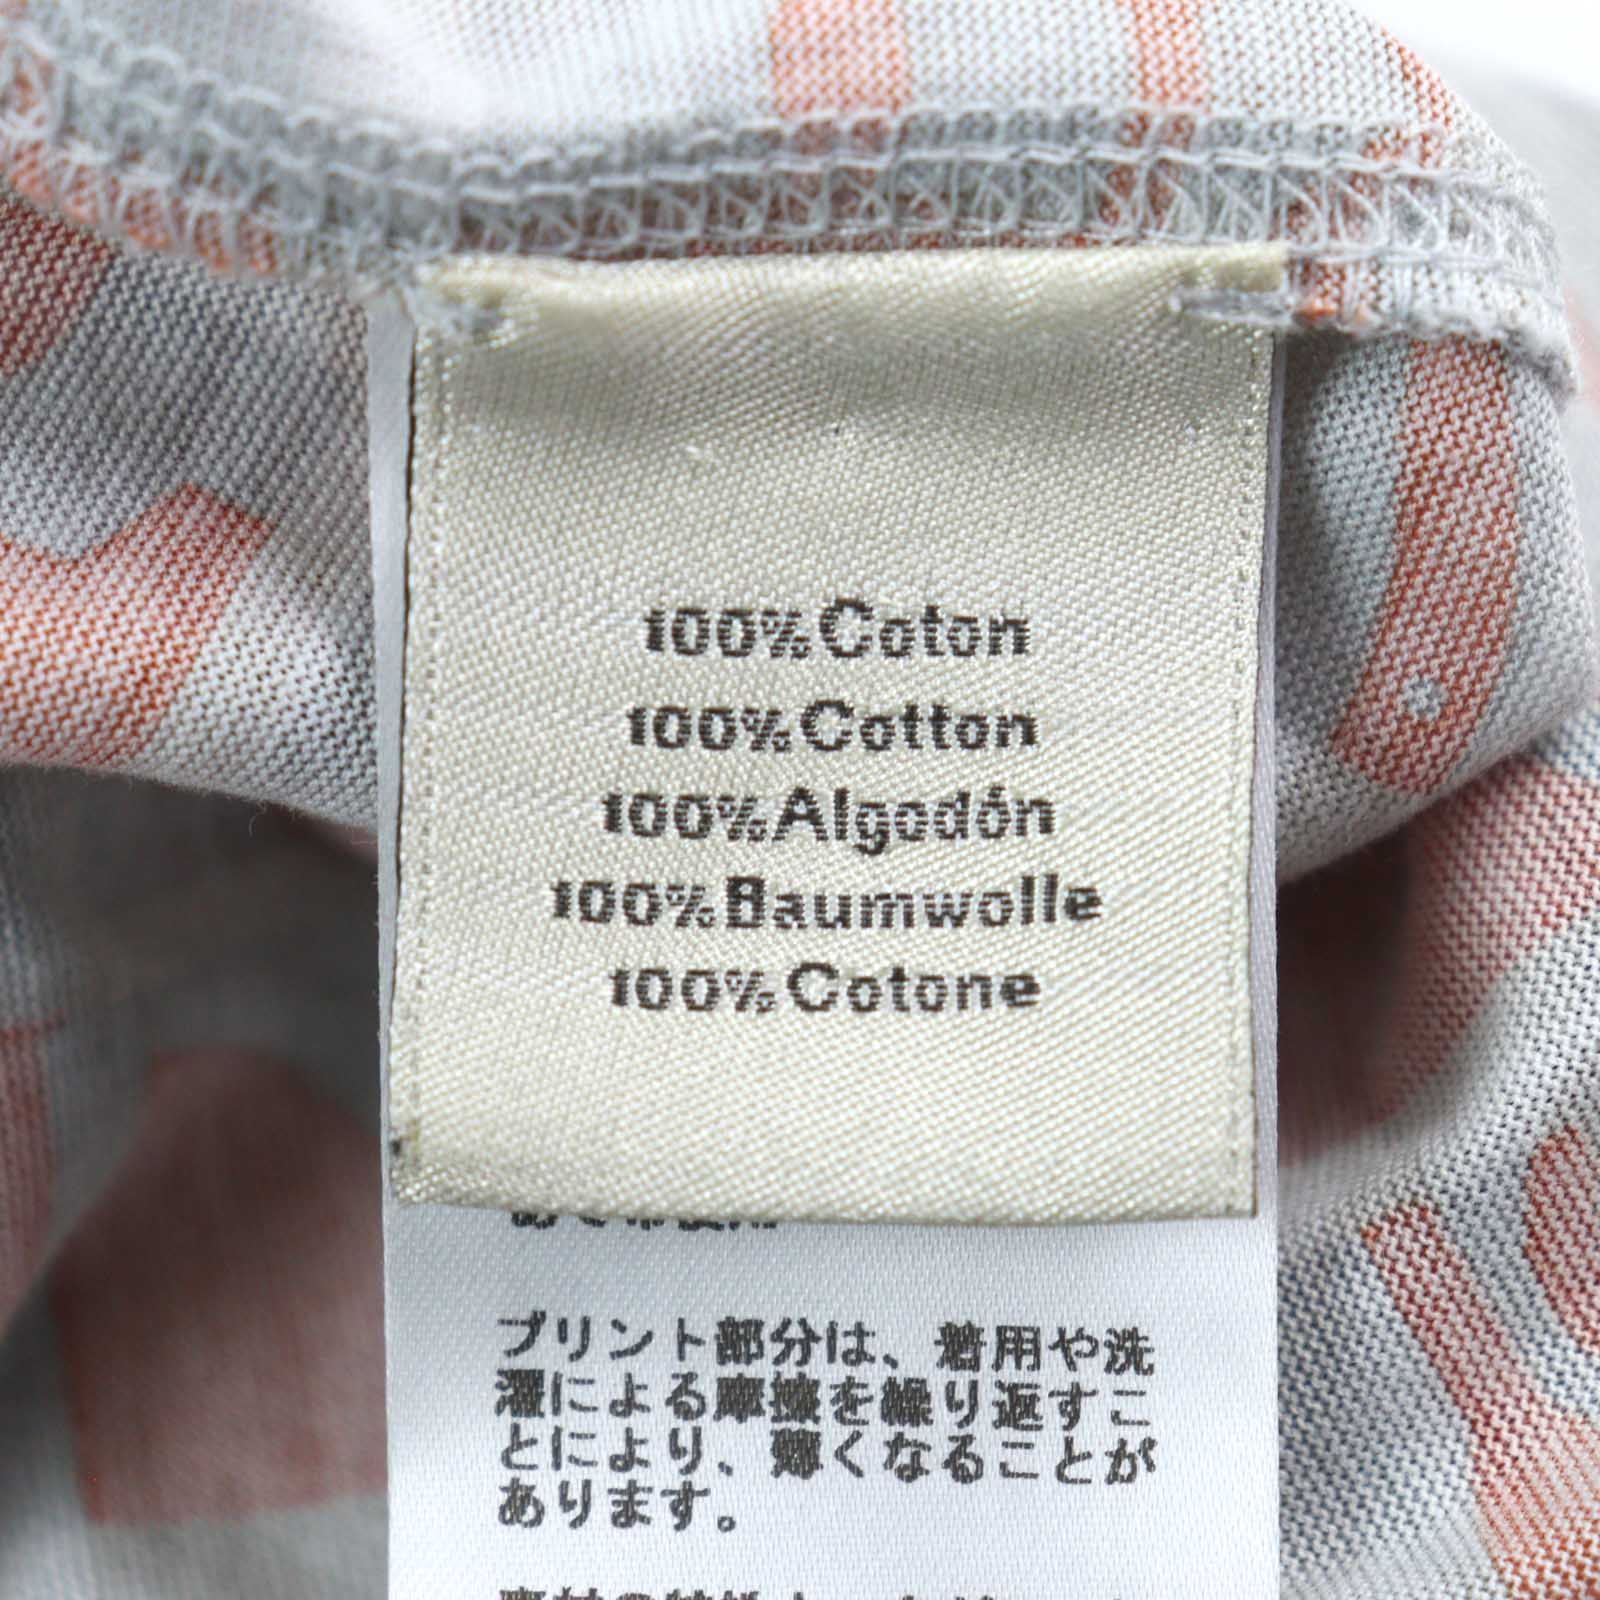 100%Coton
100%Cotton
100%Algodón
100%Baumwolle
100%Cotone
プリント部分は、着用や洗
濯による摩擦を繰り返すこ
とにより、薄くなることが
あります。